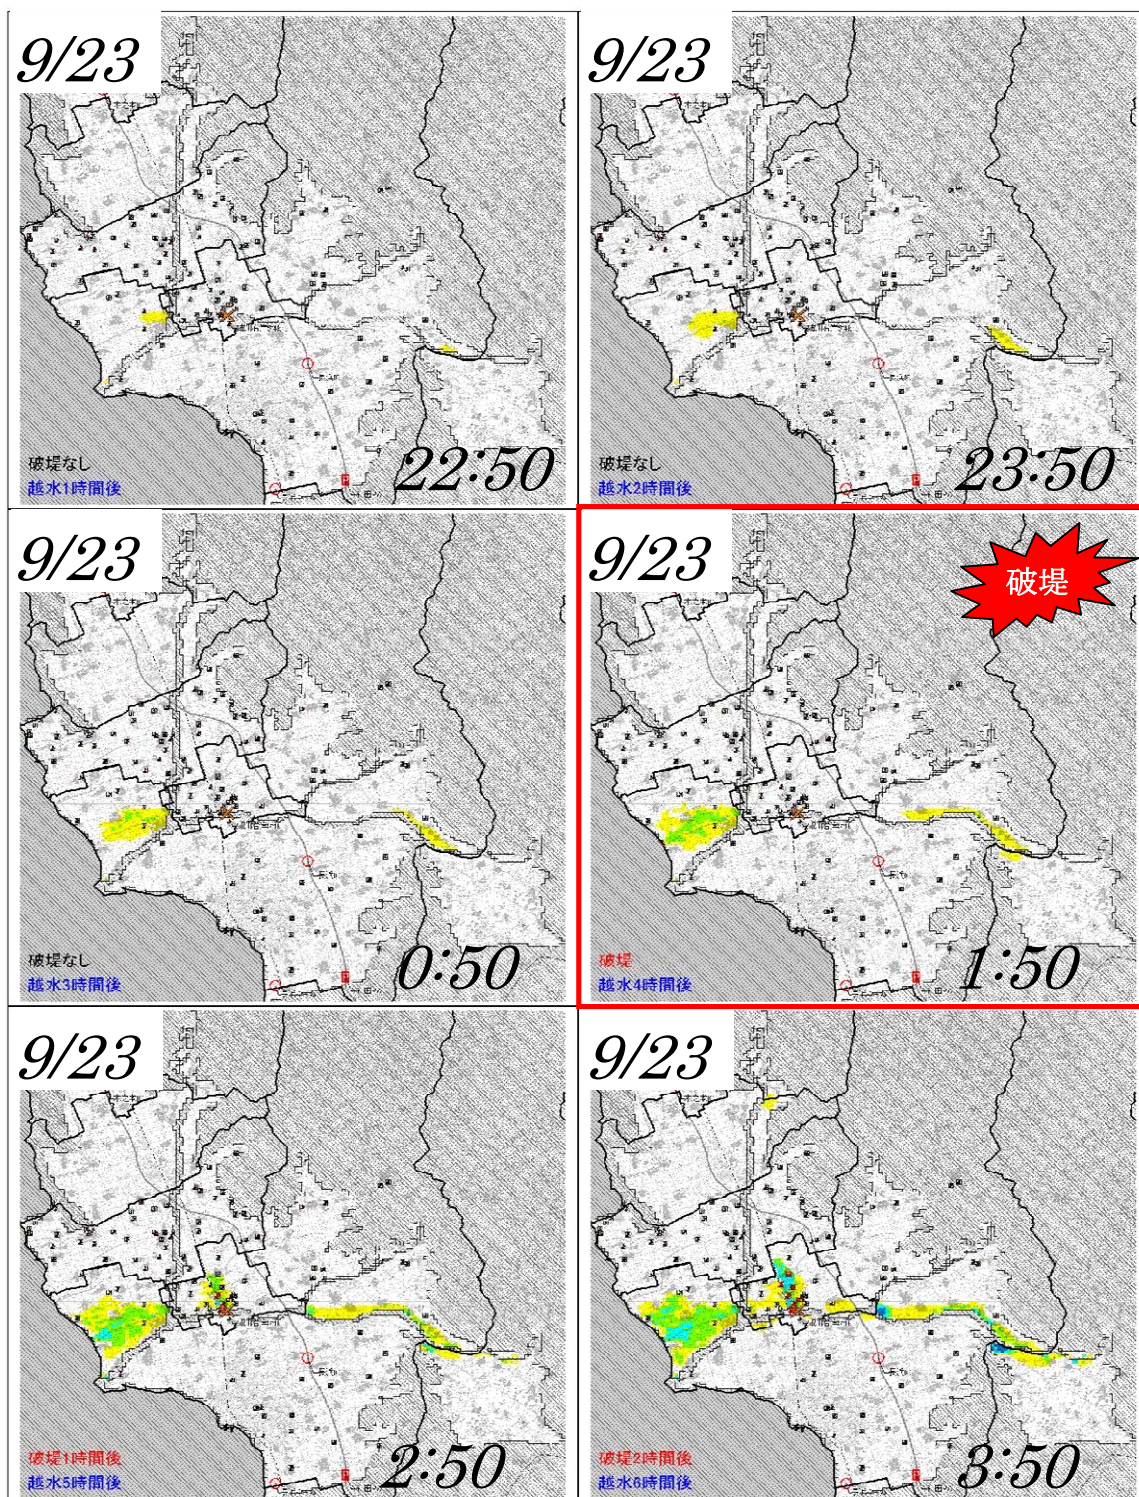 9/23
破堤なし
越水1時間後
22:50
9/23
破堤なし
越水2時間後
23:50
9/23
破堤なし
越水3時間後
0:50
9/23
破堤
破堤
越水4時間後
1:50
9/23
破堤1時間後
越水5時間後
2:50
9/23
破堤2時間後
越水6時間後
3:50